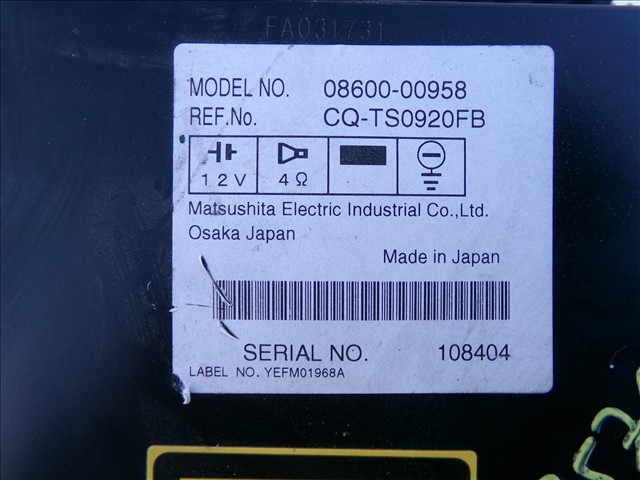 FA031731
MODEL NO. 08600-00958
REF.No. CQ-TS0920FB
12V 4Ω
Matsushita Electric Industrial Co.,Ltd.
Osaka Japan
Made in Japan
SERIAL NO. 108404
LABEL NO. YEFM01968A